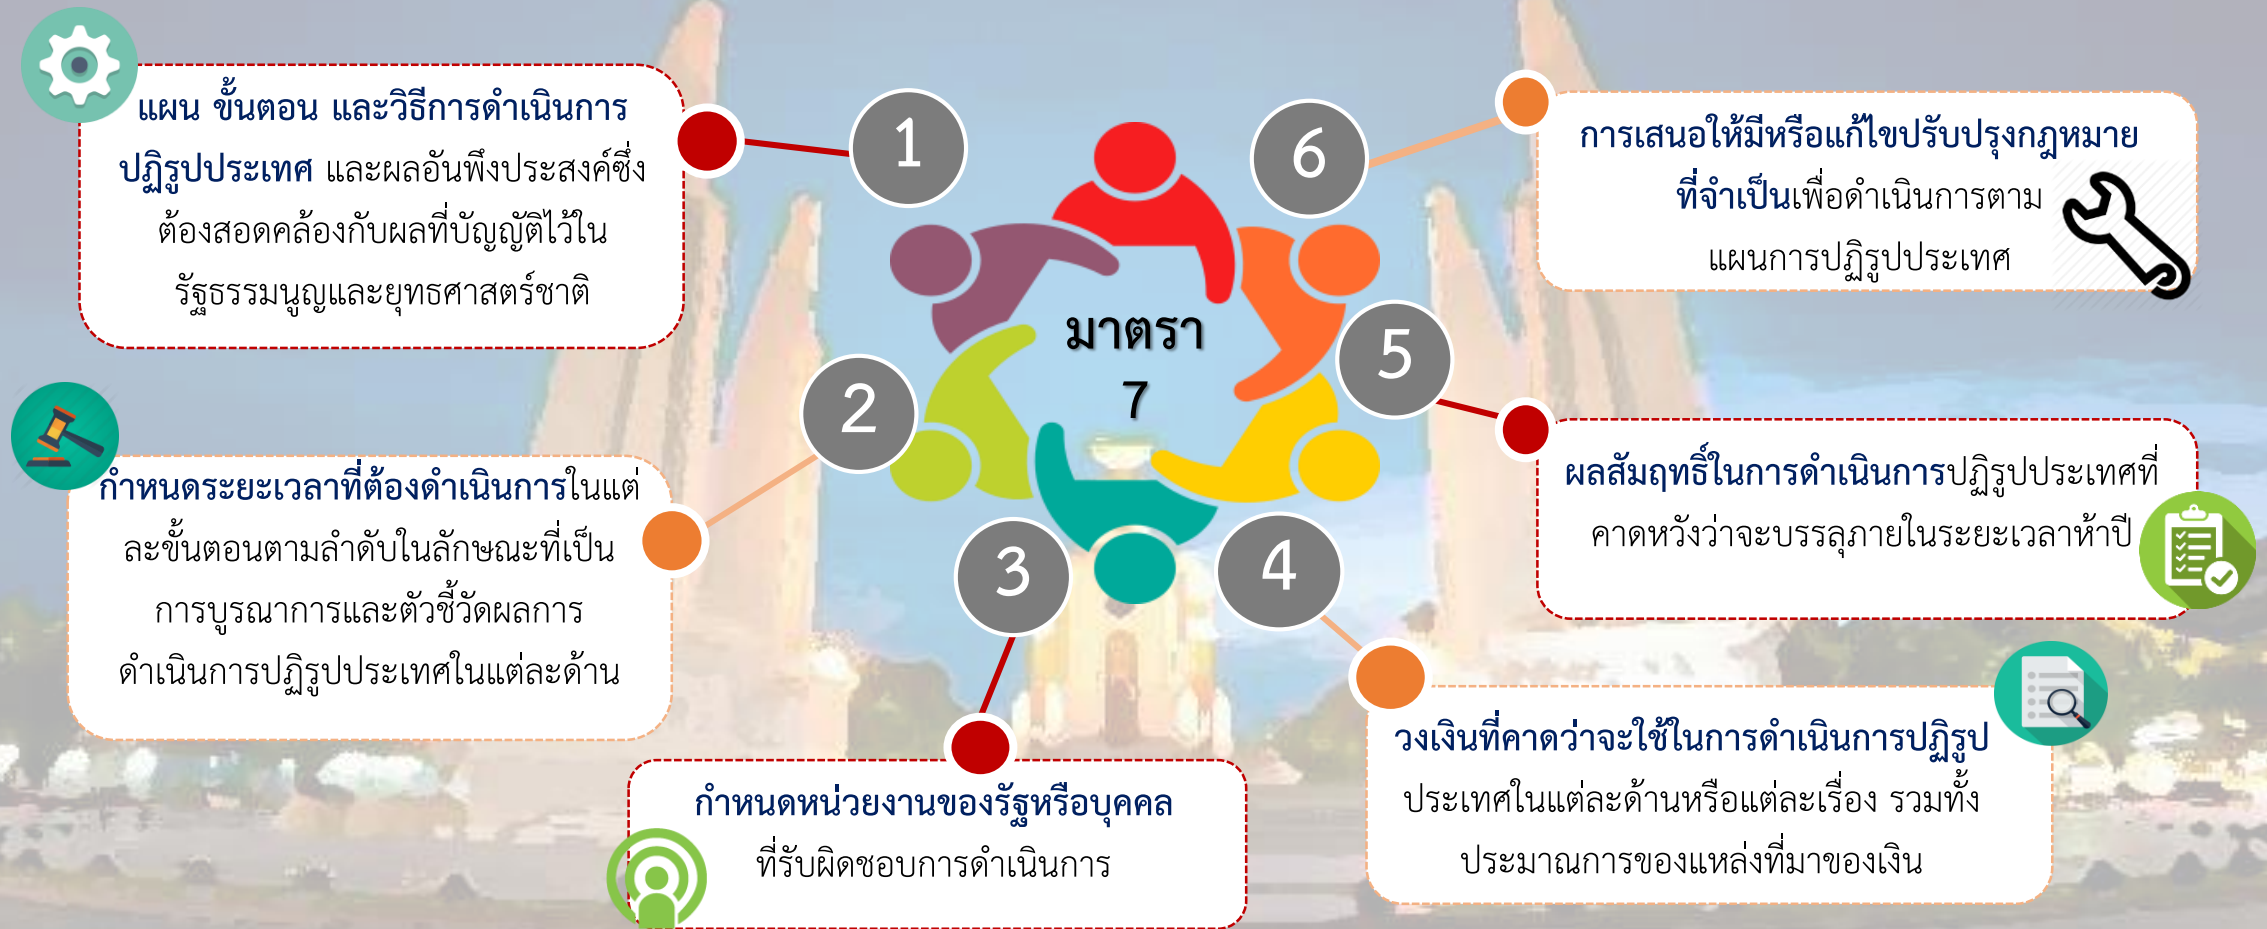 มาตรา
7
1
แผน ขั้นตอน และวิธีการดำเนินการ
ปฏิรูปประเทศ และผลอันพึงประสงค์ซึ่ง
ต้องสอดคล้องกับผลที่บัญญัติไว้ใน
รัฐธรรมนูญและยุทธศาสตร์ชาติ
2
กำหนดระยะเวลาที่ต้องดำเนินการในแต่
ละขั้นตอนตามลำดับในลักษณะที่เป็น
การบูรณาการและตัวชี้วัดผลการ
ดำเนินการปฏิรูปประเทศในแต่ละด้าน
3
กำหนดหน่วยงานของรัฐหรือบุคคล
ที่รับผิดชอบการดำเนินการ
4
วงเงินที่คาดว่าจะใช้ในการดำเนินการปฏิรูป
ประเทศในแต่ละด้านหรือแต่ละเรื่อง รวมทั้ง
ประมาณการของแหล่งที่มาของเงิน
5
ผลสัมฤทธิ์ในการดำเนินการปฏิรูปประเทศที่
คาดหวังว่าจะบรรลุภายในระยะเวลาห้าปี
6
การเสนอให้มีหรือแก้ไขปรับปรุงกฎหมาย
ที่จำเป็นเพื่อดำเนินการตาม
แผนการปฏิรูปประเทศ